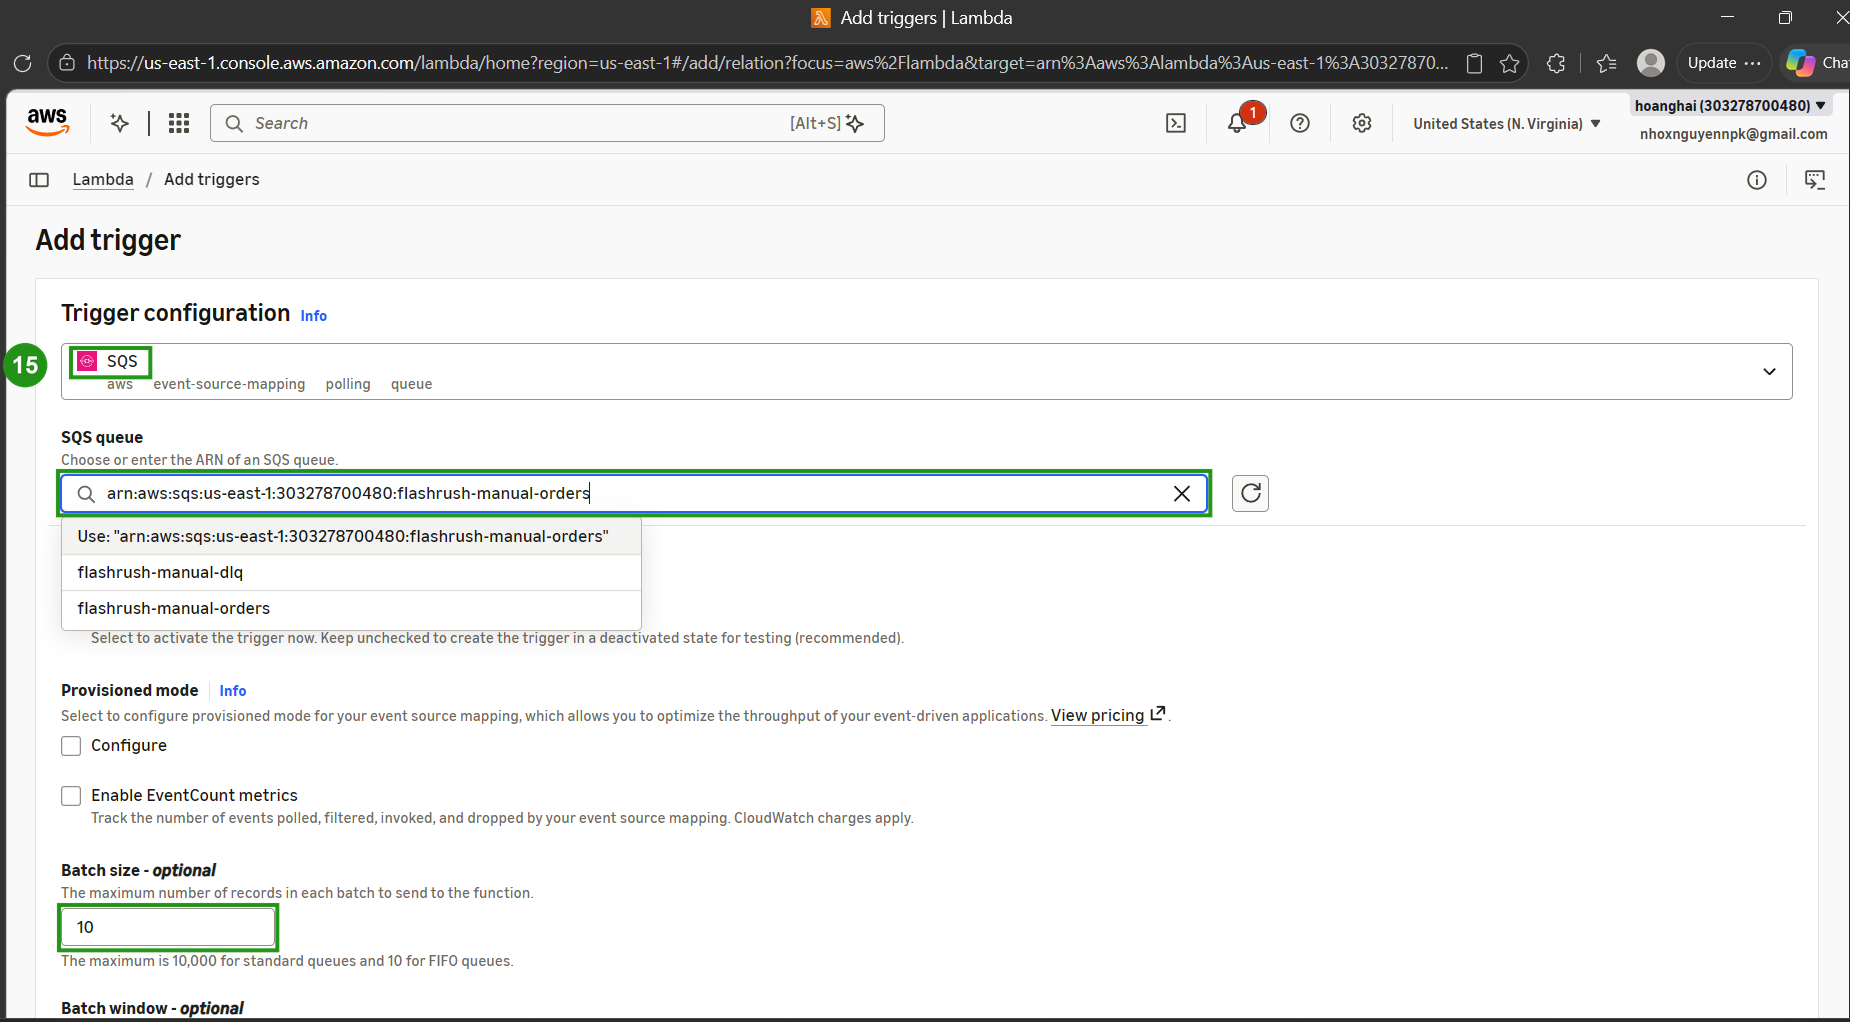 Add triggers | Lambda
https://us-east-1.console.aws.amazon.com/lambda/home?region=us-east-1#/add/relation?focus=aws%2Flambda&target=arn%3Aaws%3Alambda%3Aus-east-1%3A30327870...
Update
Cha
aws
Search
[Alt+S]
1
United States (N. Virginia)
hoanghai (303278700480)
nhoxnguyennpk@gmail.com
Lambda / Add triggers
Add trigger
Trigger configuration Info
15
SQS
aws event-source-mapping polling queue
SQS queue
Choose or enter the ARN of an SQS queue.
arn:aws:sqs:us-east-1:303278700480:flashrush-manual-orders
Use: "arn:aws:sqs:us-east-1:303278700480:flashrush-manual-orders"
flashrush-manual-dlq
flashrush-manual-orders
Select to activate the trigger now. Keep unchecked to create the trigger in a deactivated state for testing (recommended).
Provisioned mode Info
Select to configure provisioned mode for your event source mapping, which allows you to optimize the throughput of your event-driven applications. View pricing .
Configure
Enable EventCount metrics
Track the number of events polled, filtered, invoked, and dropped by your event source mapping. CloudWatch charges apply.
Batch size - optional
The maximum number of records in each batch to send to the function.
10
The maximum is 10,000 for standard queues and 10 for FIFO queues.
Batch window - optional